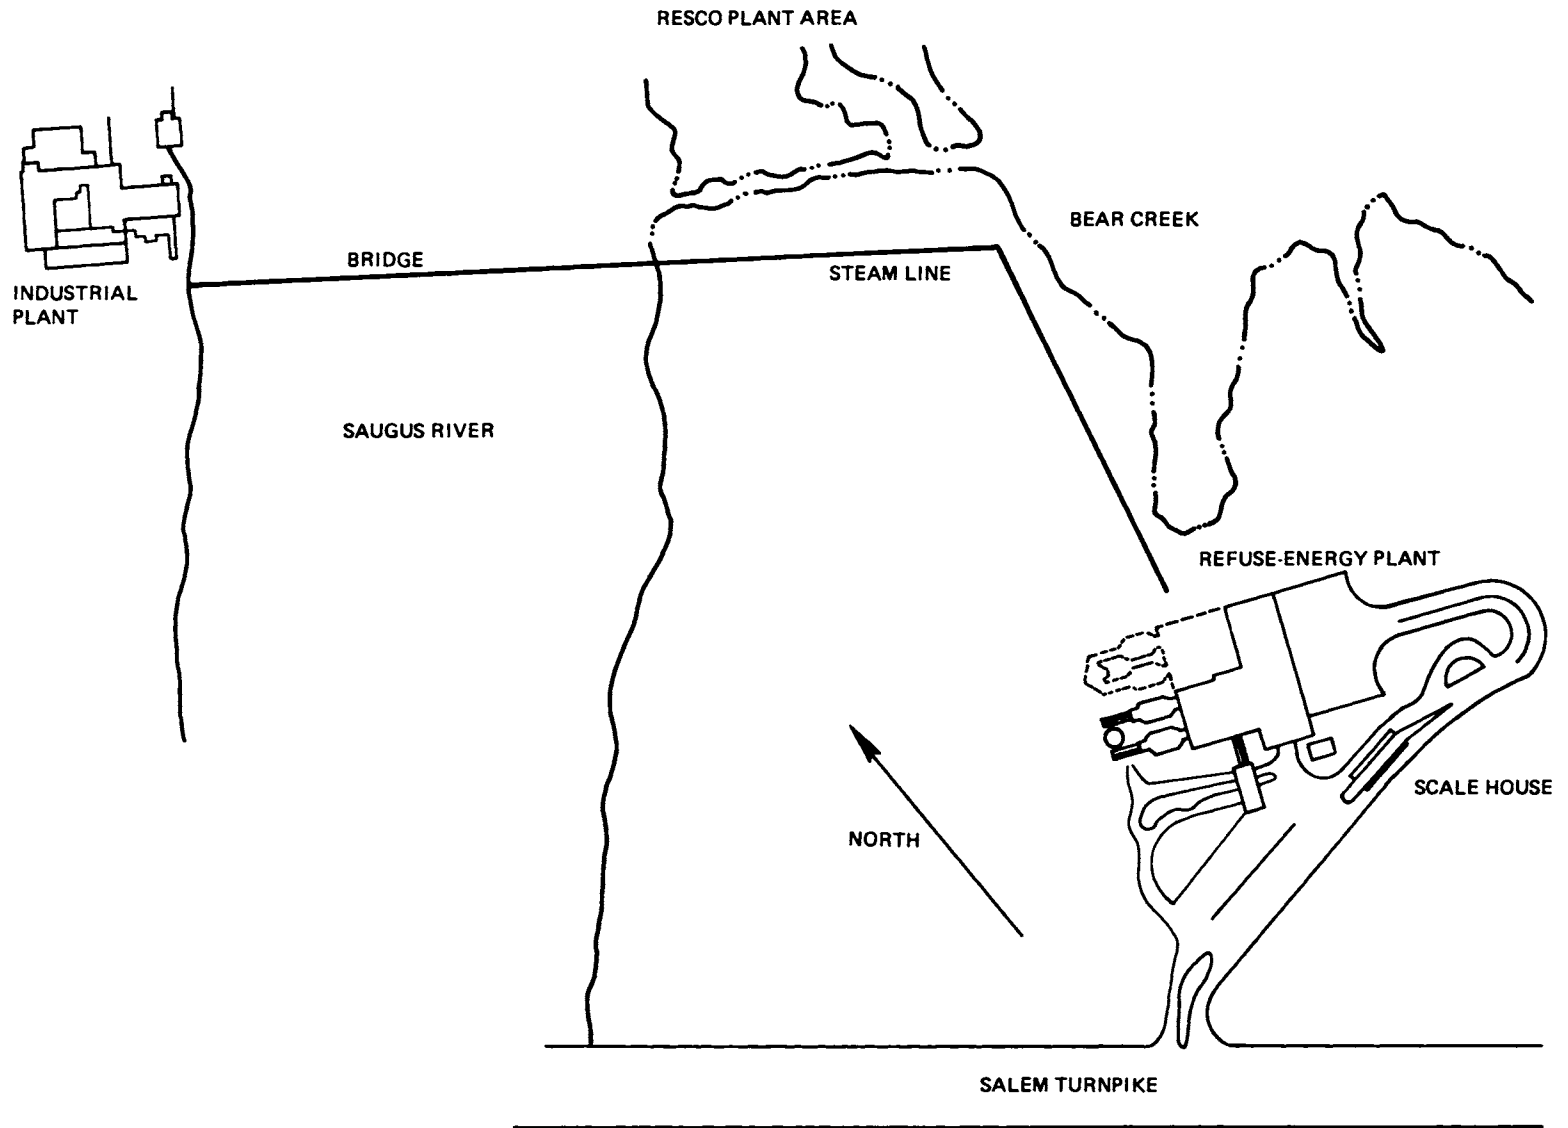 RESCO PLANT AREA
BEAR CREEK
BRIDGE
STEAM LINE
INDUSTRIAL
PLANT
SAUGUS RIVER
REFUSE-ENERGY PLANT
SCALE HOUSE
NORTH
SALEM TURNPIKE